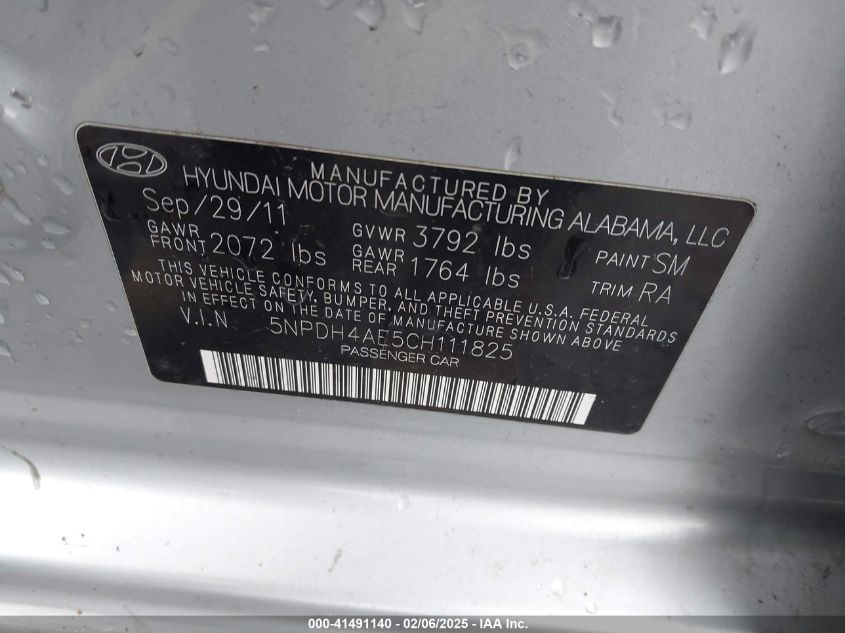 MANUFACTURED BY
HYUNDAI MOTOR MANUFACTURING ALABAMA, LLC
Sep/29/11
GAWR FRONT 2072 lbs
GVWR 3792 lbs
GAWR REAR 1764 lbs
PAINT SM
TRIM RA
THIS VEHICLE CONFORMS TO ALL APPLICABLE U.S.A. FEDERAL
MOTOR VEHICLE SAFETY, BUMPER, AND THEFT PREVENTION STANDARDS
IN EFFECT ON THE DATE OF MANUFACTURE SHOWN ABOVE
V.I.N 5NPDH4AE5CH111825
PASSENGER CAR
000-41491140 - 02/06/2025 - IAA Inc.